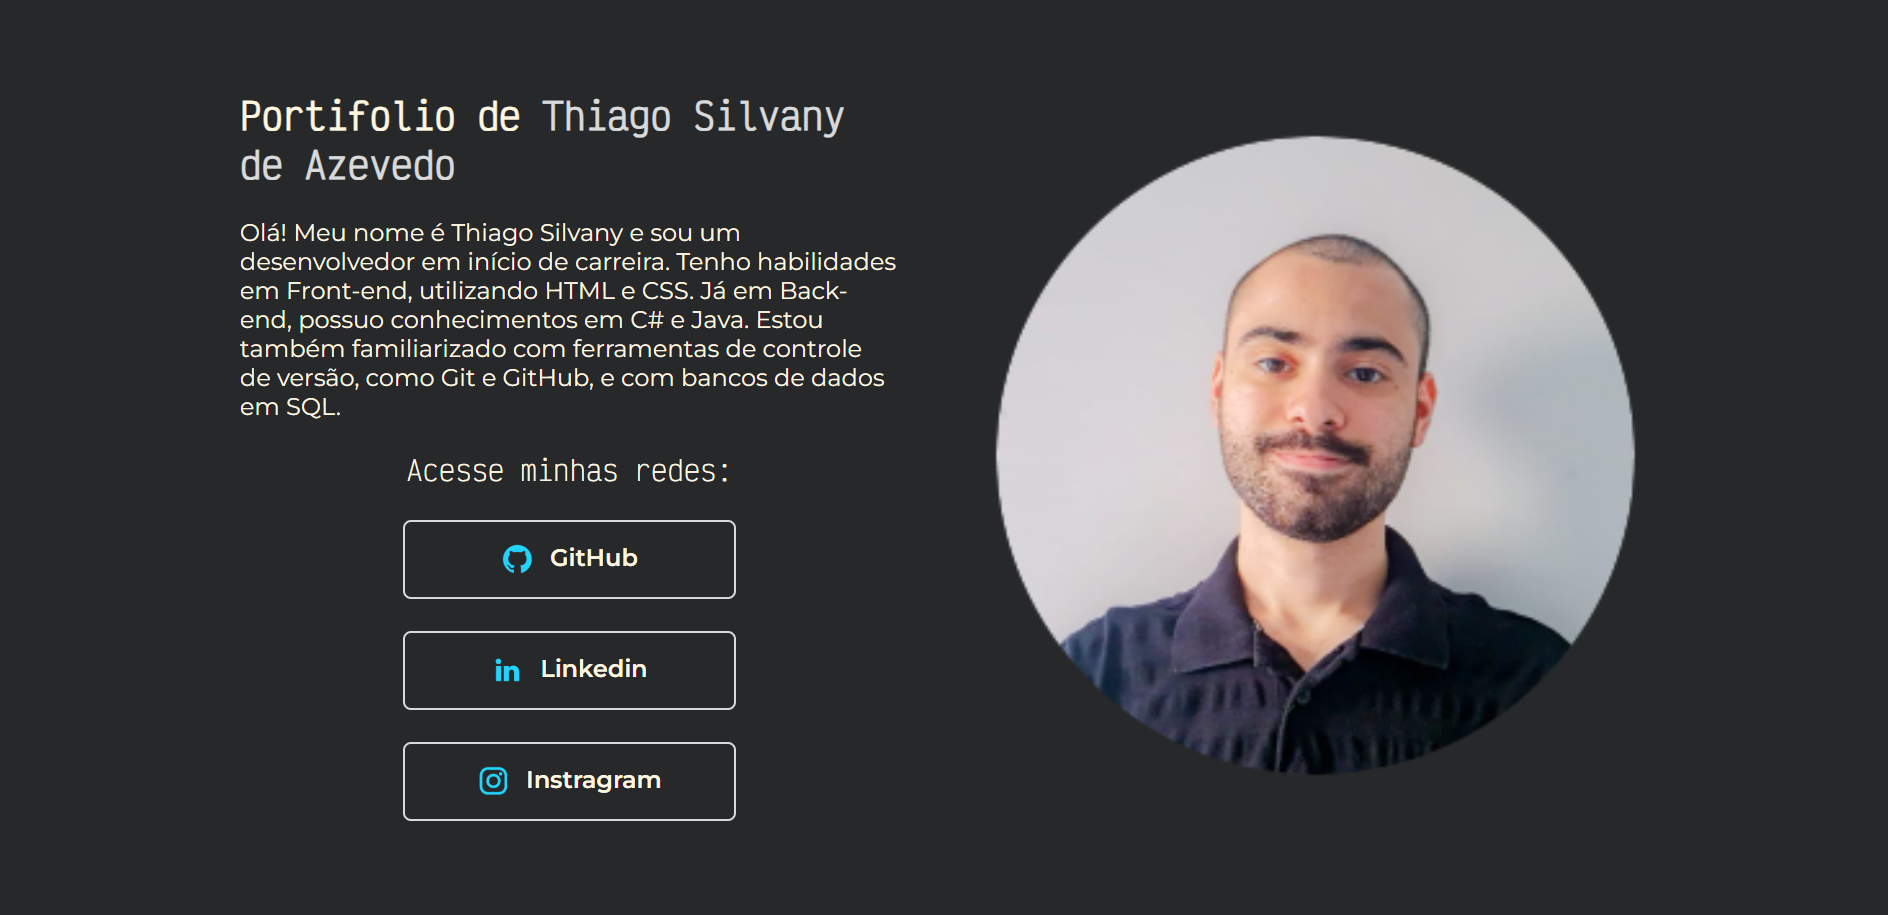 Portifolio de Thiago Silvany
de Azevedo
Olá! Meu nome é Thiago Silvany e sou um
desenvolvedor em início de carreira. Tenho habilidades
em Front-end, utilizando HTML e CSS. Já em Back-
end, possuo conhecimentos em C# e Java. Estou
também familiarizado com ferramentas de controle
de versão, como Git e GitHub, e com bancos de dados
em SQL.
Acesse minhas redes:
GitHub
Linkedin
Instragram